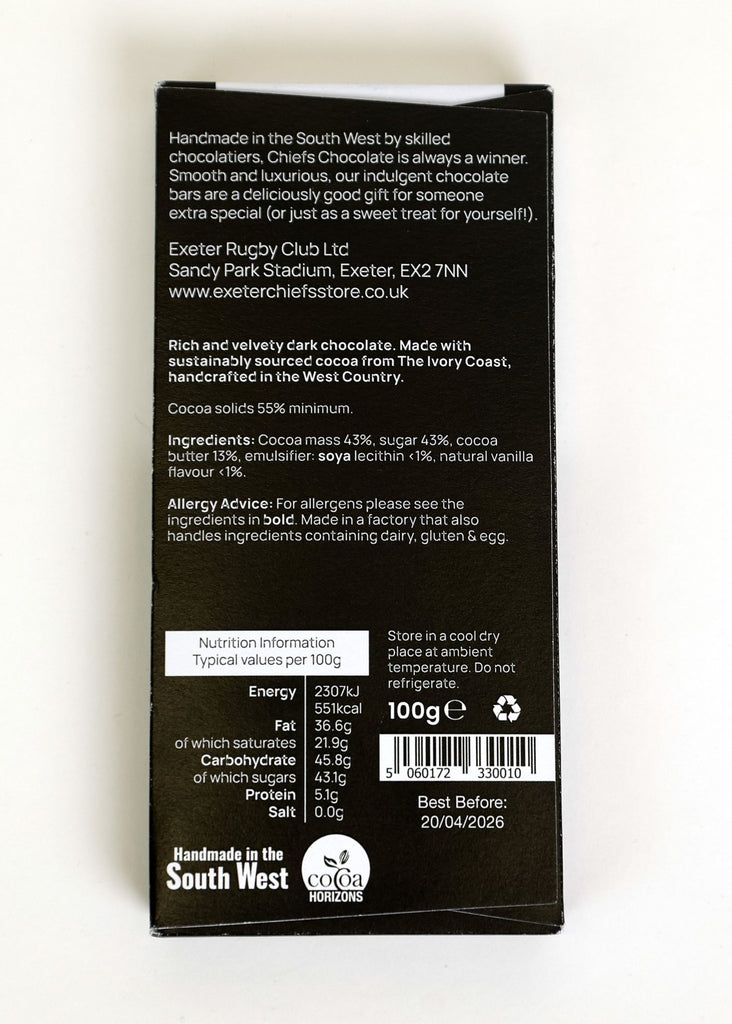 Handmade in the South West by skilled
chocolatiers, Chiefs Chocolate is always a winner.
Smooth and luxurious, our indulgent chocolate
bars are a deliciously good gift for someone
extra special (or just as a sweet treat for yourself!).
Exeter Rugby Club Ltd
Sandy Park Stadium, Exeter, EX2 7NN
www.exeterchiefsstore.co.uk
Rich and velvety dark chocolate. Made with
sustainably sourced cocoa from The Ivory Coast,
handcrafted in the West Country.
Cocoa solids 55% minimum.
Ingredients: Cocoa mass 43%, sugar 43%, cocoa
butter 13%, emulsifier: soya lecithin <1%, natural vanilla
flavour <1%.
Allergy Advice: For allergens please see the
ingredients in bold. Made in a factory that also
handles ingredients containing dairy, gluten & egg.
Nutrition Information
Typical values per 100g
Energy 2307kJ
551kcal
Fat 36.6g
of which saturates 21.9g
Carbohydrate 45.8g
of which sugars 43.1g
Protein 5.1g
Salt 0.0g
Store in a cool dry
place at ambient
temperature. Do not
refrigerate.
100g℮
5 060172 330010
Best Before:
20/04/2026
Handmade in the
South West
cocoa
HORIZONS